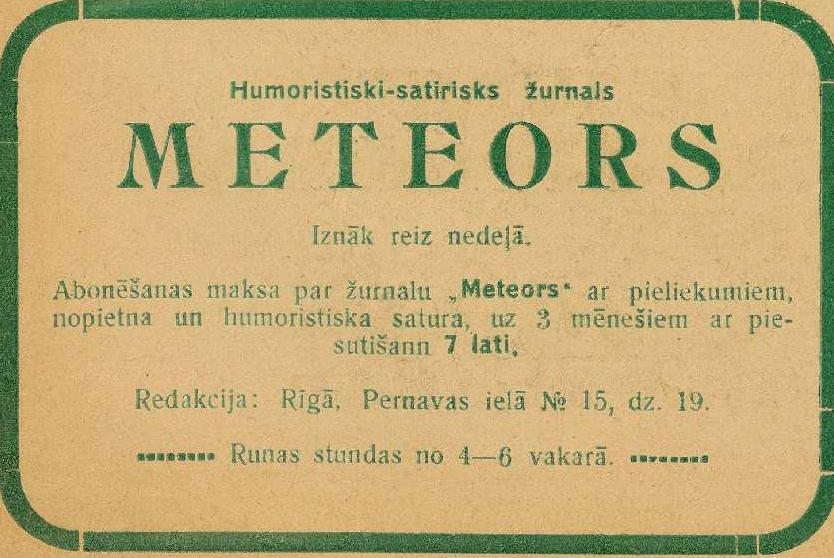 Humoristiski-satirisks žurnals
METEORS
Iznāk reiz nedeļā.
Abonēšanas maksa par žurnalu „Meteors“ ar pieliekumiem,
nopietna un humoristiska satura, uz 3 mēnešiem ar pie-
sutišann 7 lati.
Redakcija: Rīgā, Pernavas ielā № 15, dz. 19.
Runas stundas no 4—6 vakarā.